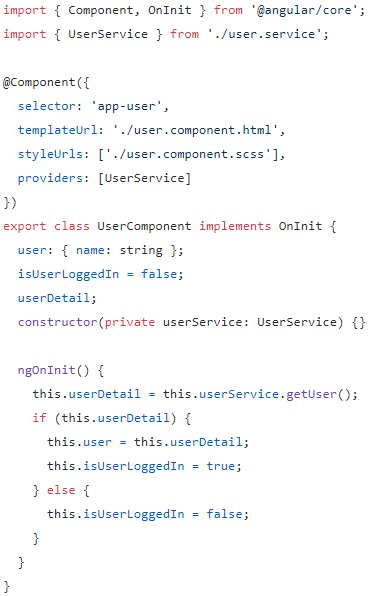 import { Component, OnInit } from '@angular/core';
import { UserService } from './user.service';

@Component({
  selector: 'app-user',
  templateUrl: './user.component.html',
  styleUrls: ['./user.component.scss'],
  providers: [UserService]
})
export class UserComponent implements OnInit {
  user: { name: string };
  isUserLoggedIn = false;
  userDetail;
  constructor(private userService: UserService) {}

  ngOnInit() {
    this.userDetail = this.userService.getUser();
    if (this.userDetail) {
      this.user = this.userDetail;
      this.isUserLoggedIn = true;
    } else {
      this.isUserLoggedIn = false;
    }
  }
}